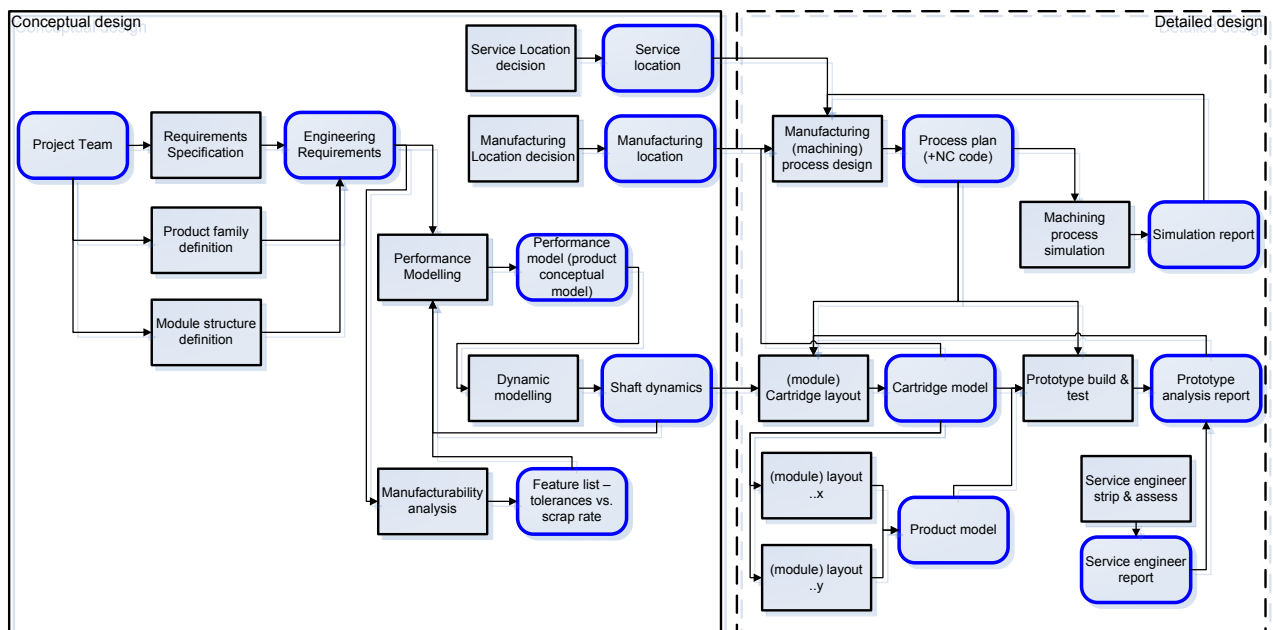 Conceptual design
Detailed design
Service Location
decision
Service
location
Project Team
Requirements
Specification
Engineering
Requirements
Manufacturing
Location decision
Manufacturing
location
Manufacturing
(machining)
process design
Process plan
(+NC code)
Product family
definition
Performance
Modelling
Performance
model (product
conceptual
model)
Machining
process
simulation
Simulation report
Module structure
definition
Dynamic
modelling
Shaft dynamics
(module)
Cartridge layout
Cartridge model
Prototype build &
test
Prototype
analysis report
Manufacturability
analysis
Feature list –
tolerances vs.
scrap rate
(module) layout
..x
Product model
Service engineer
strip & assess
(module) layout
..y
Service engineer
report